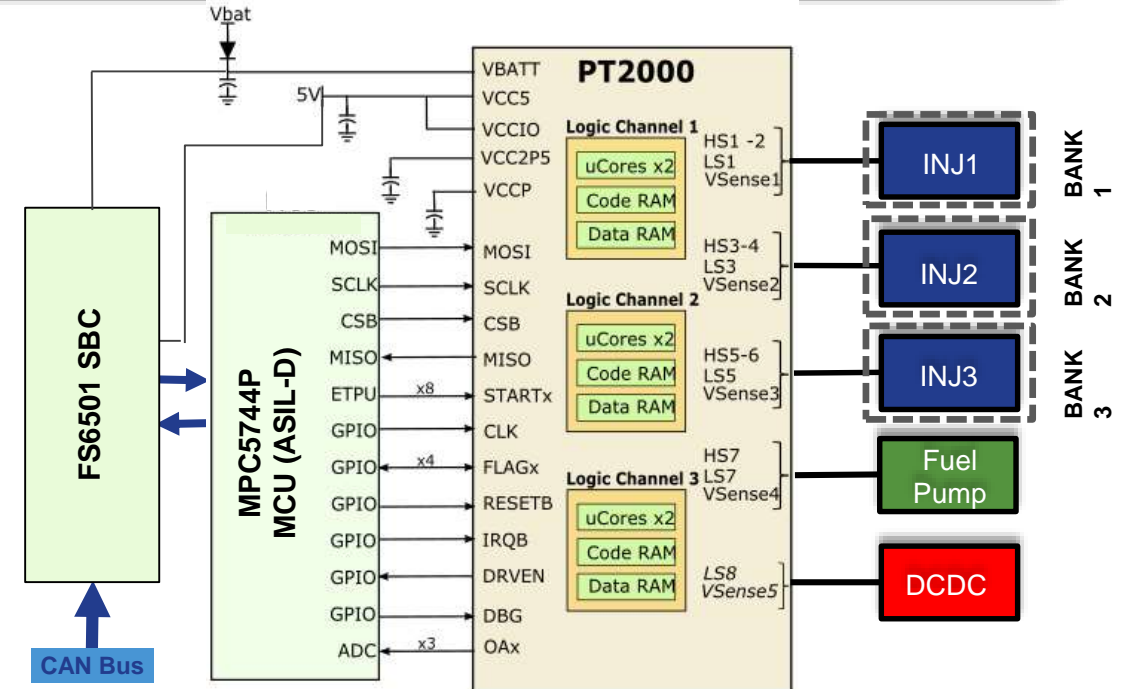 Vbat
5V
FS6501 SBC
CAN Bus
MPC5744P
MCU (ASIL-D)
MOSI
SCLK
CSB
MISO
ETPU
GPIO
GPIO
GPIO
GPIO
GPIO
GPIO
ADC
x8
x4
x3
PT2000
VBATT
VCC5
VCCIO
VCC2P5
VCCP
MOSI
SCLK
CSB
MISO
STARTx
CLK
FLAGx
RESETB
IRQB
DRVEN
DBG
OAx
Logic Channel 1
uCores x2
Code RAM
Data RAM
Logic Channel 2
uCores x2
Code RAM
Data RAM
Logic Channel 3
uCores x2
Code RAM
Data RAM
HS1 -2
LS1
VSense1
HS3-4
LS3
VSense2
HS5-6
LS5
VSense3
HS7
LS7
VSense4
LS8
VSense5
INJ1
BANK
1
INJ2
BANK
2
INJ3
BANK
3
Fuel
Pump
DCDC